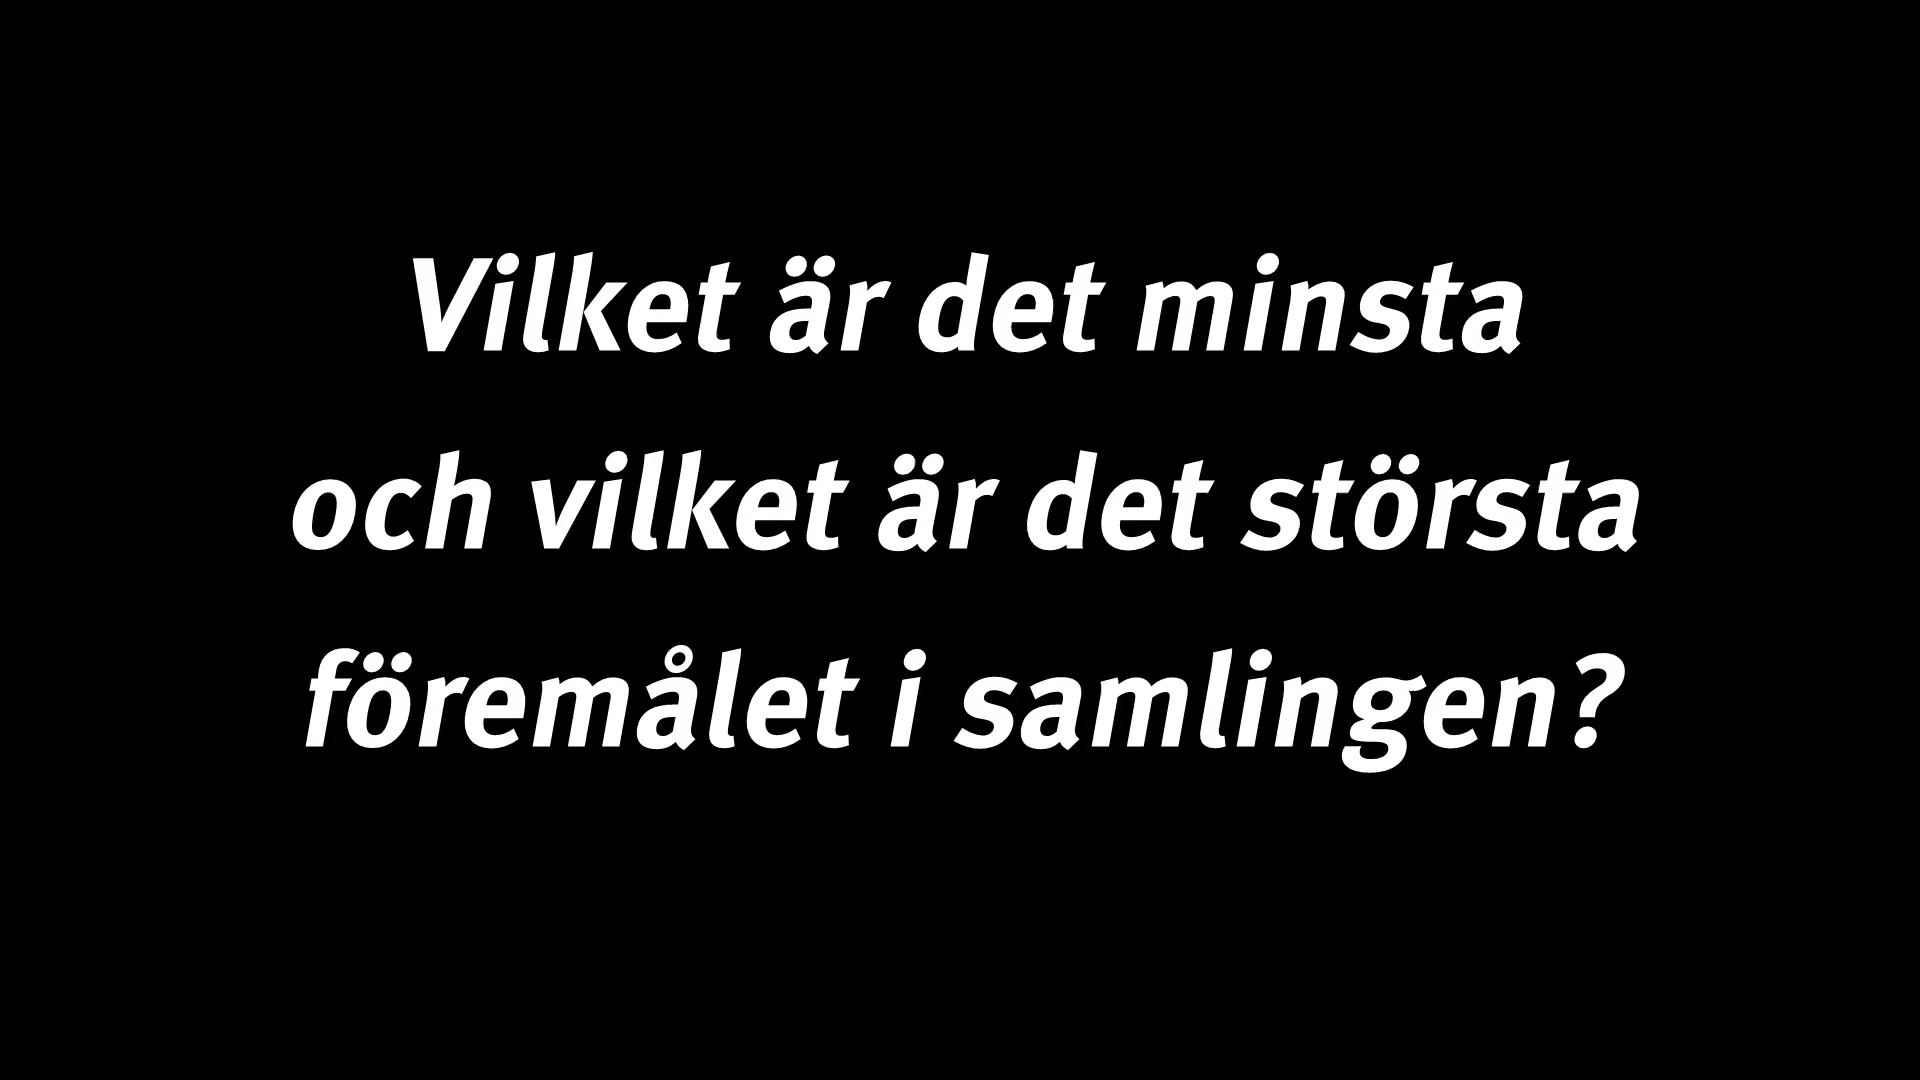 Vilket är det minsta
och vilket är det största
föremålet i samlingen?